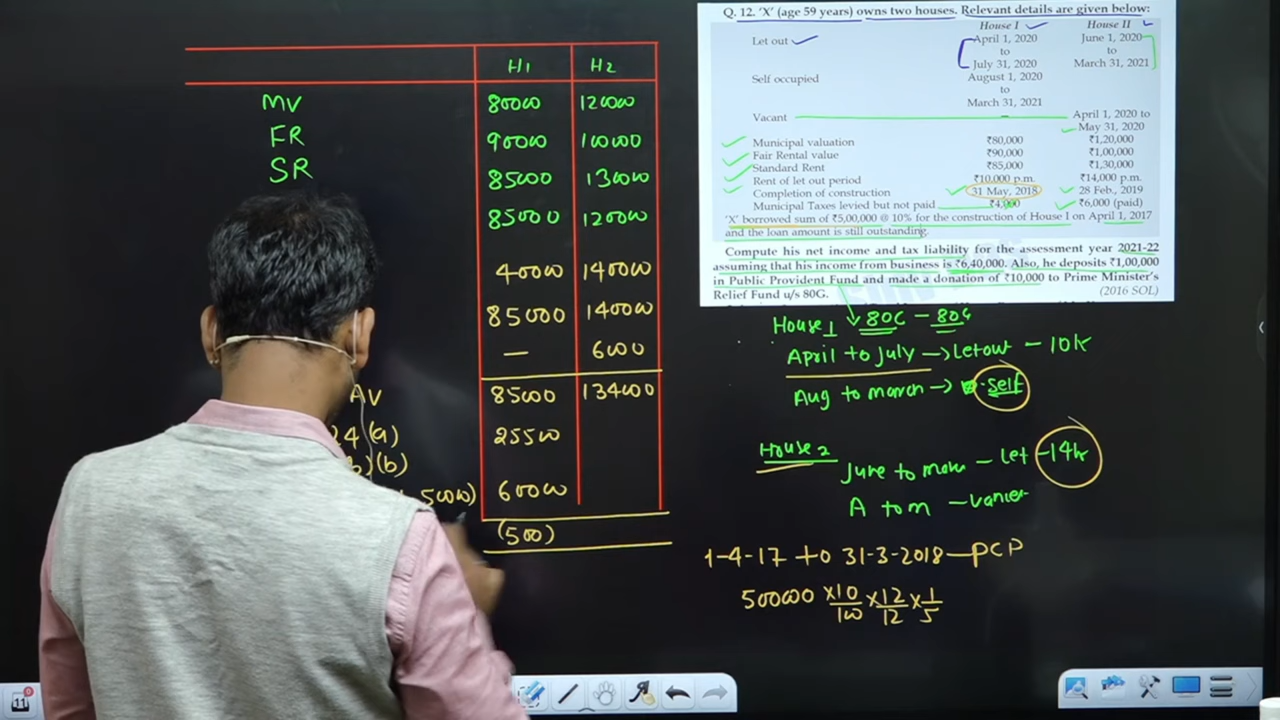 H1 H2
MV 80000 120000
FR 90000 100000
SR 85000 130000
85000 120000
40000 140000
85000 140000
— 6000
AV 85000 134000
24(a) 25500
(b)
5000) 60000
(500)
Q. 12. 'X' (age 59 years) owns two houses. Relevant details are given below:
House I House II
Let out April 1, 2020 June 1, 2020
to to
July 31, 2020 March 31, 2021
Self occupied August 1, 2020
to
March 31, 2021
Vacant – April 1, 2020 to
May 31, 2020
Municipal valuation ₹80,000 ₹1,20,000
Fair Rental value ₹90,000 ₹1,00,000
Standard Rent ₹85,000 ₹1,30,000
Rent of let out period ₹10,000 p.m. ₹14,000 p.m.
Completion of construction 31 May, 2018 28 Feb., 2019
Municipal Taxes levied but not paid ₹4,000 ₹6,000 (paid)
'X' borrowed sum of ₹5,00,000 @ 10% for the construction of House I on April 1, 2017
and the loan amount is still outstanding.
Compute his net income and tax liability for the assessment year 2021-22
assuming that his income from business is ₹6,40,000. Also, he deposits ₹1,00,000
in Public Provident Fund and made a donation of ₹10,000 to Prime Minister's
Relief Fund u/s 80G. (2016 SOL)
House 1 80C - 80G
April to July → Letout - 10k
Aug to march → self
House 2
June to - Let - 14k
A to m -
1-4-17 to 31-3-2018 — PCP
500000 × 10/100 × 12/12 × 1/5
11